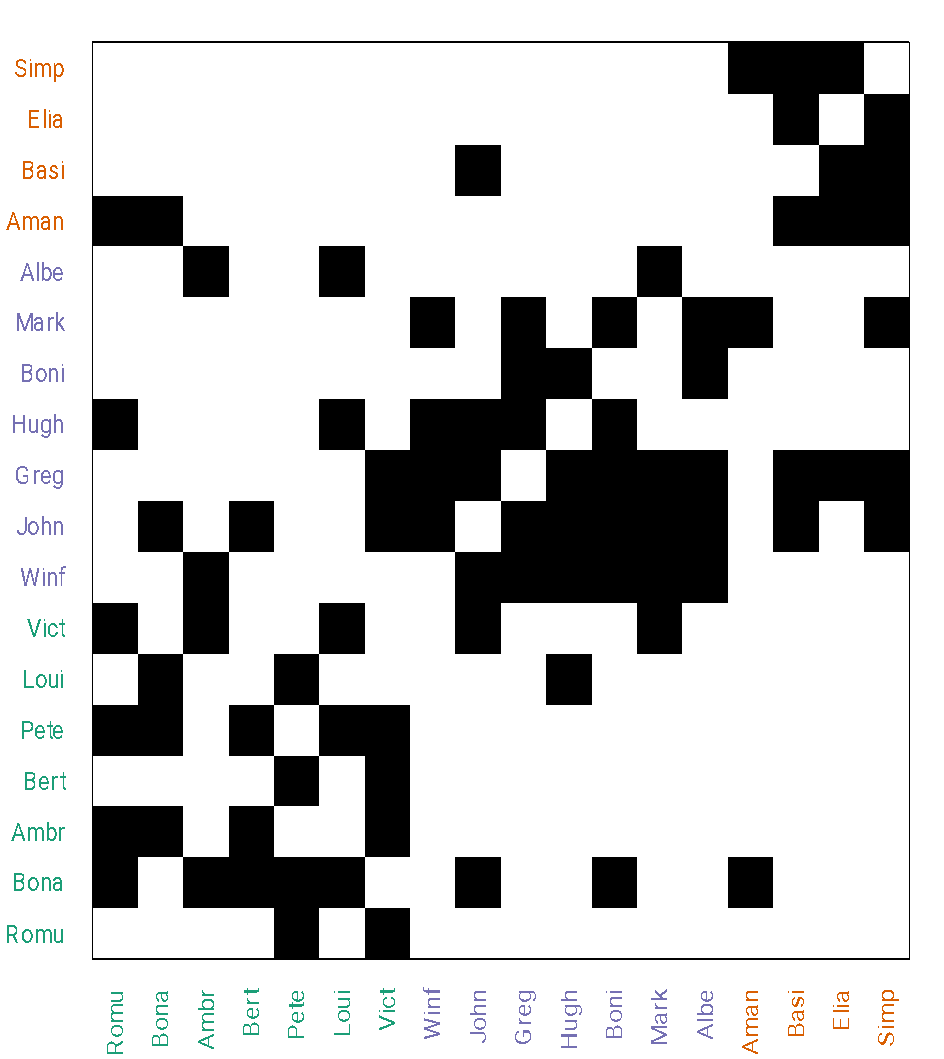 Simp
Elia
Basi
Aman
Albe
Mark
Boni
Hugh
Greg
John
Winf
Vict
Loui
Pete
Bert
Ambr
Bona
Romu
Romu
Bona
Ambr
Bert
Pete
Loui
Vict
Winf
John
Greg
Hugh
Boni
Mark
Albe
Aman
Basi
Elia
Simp